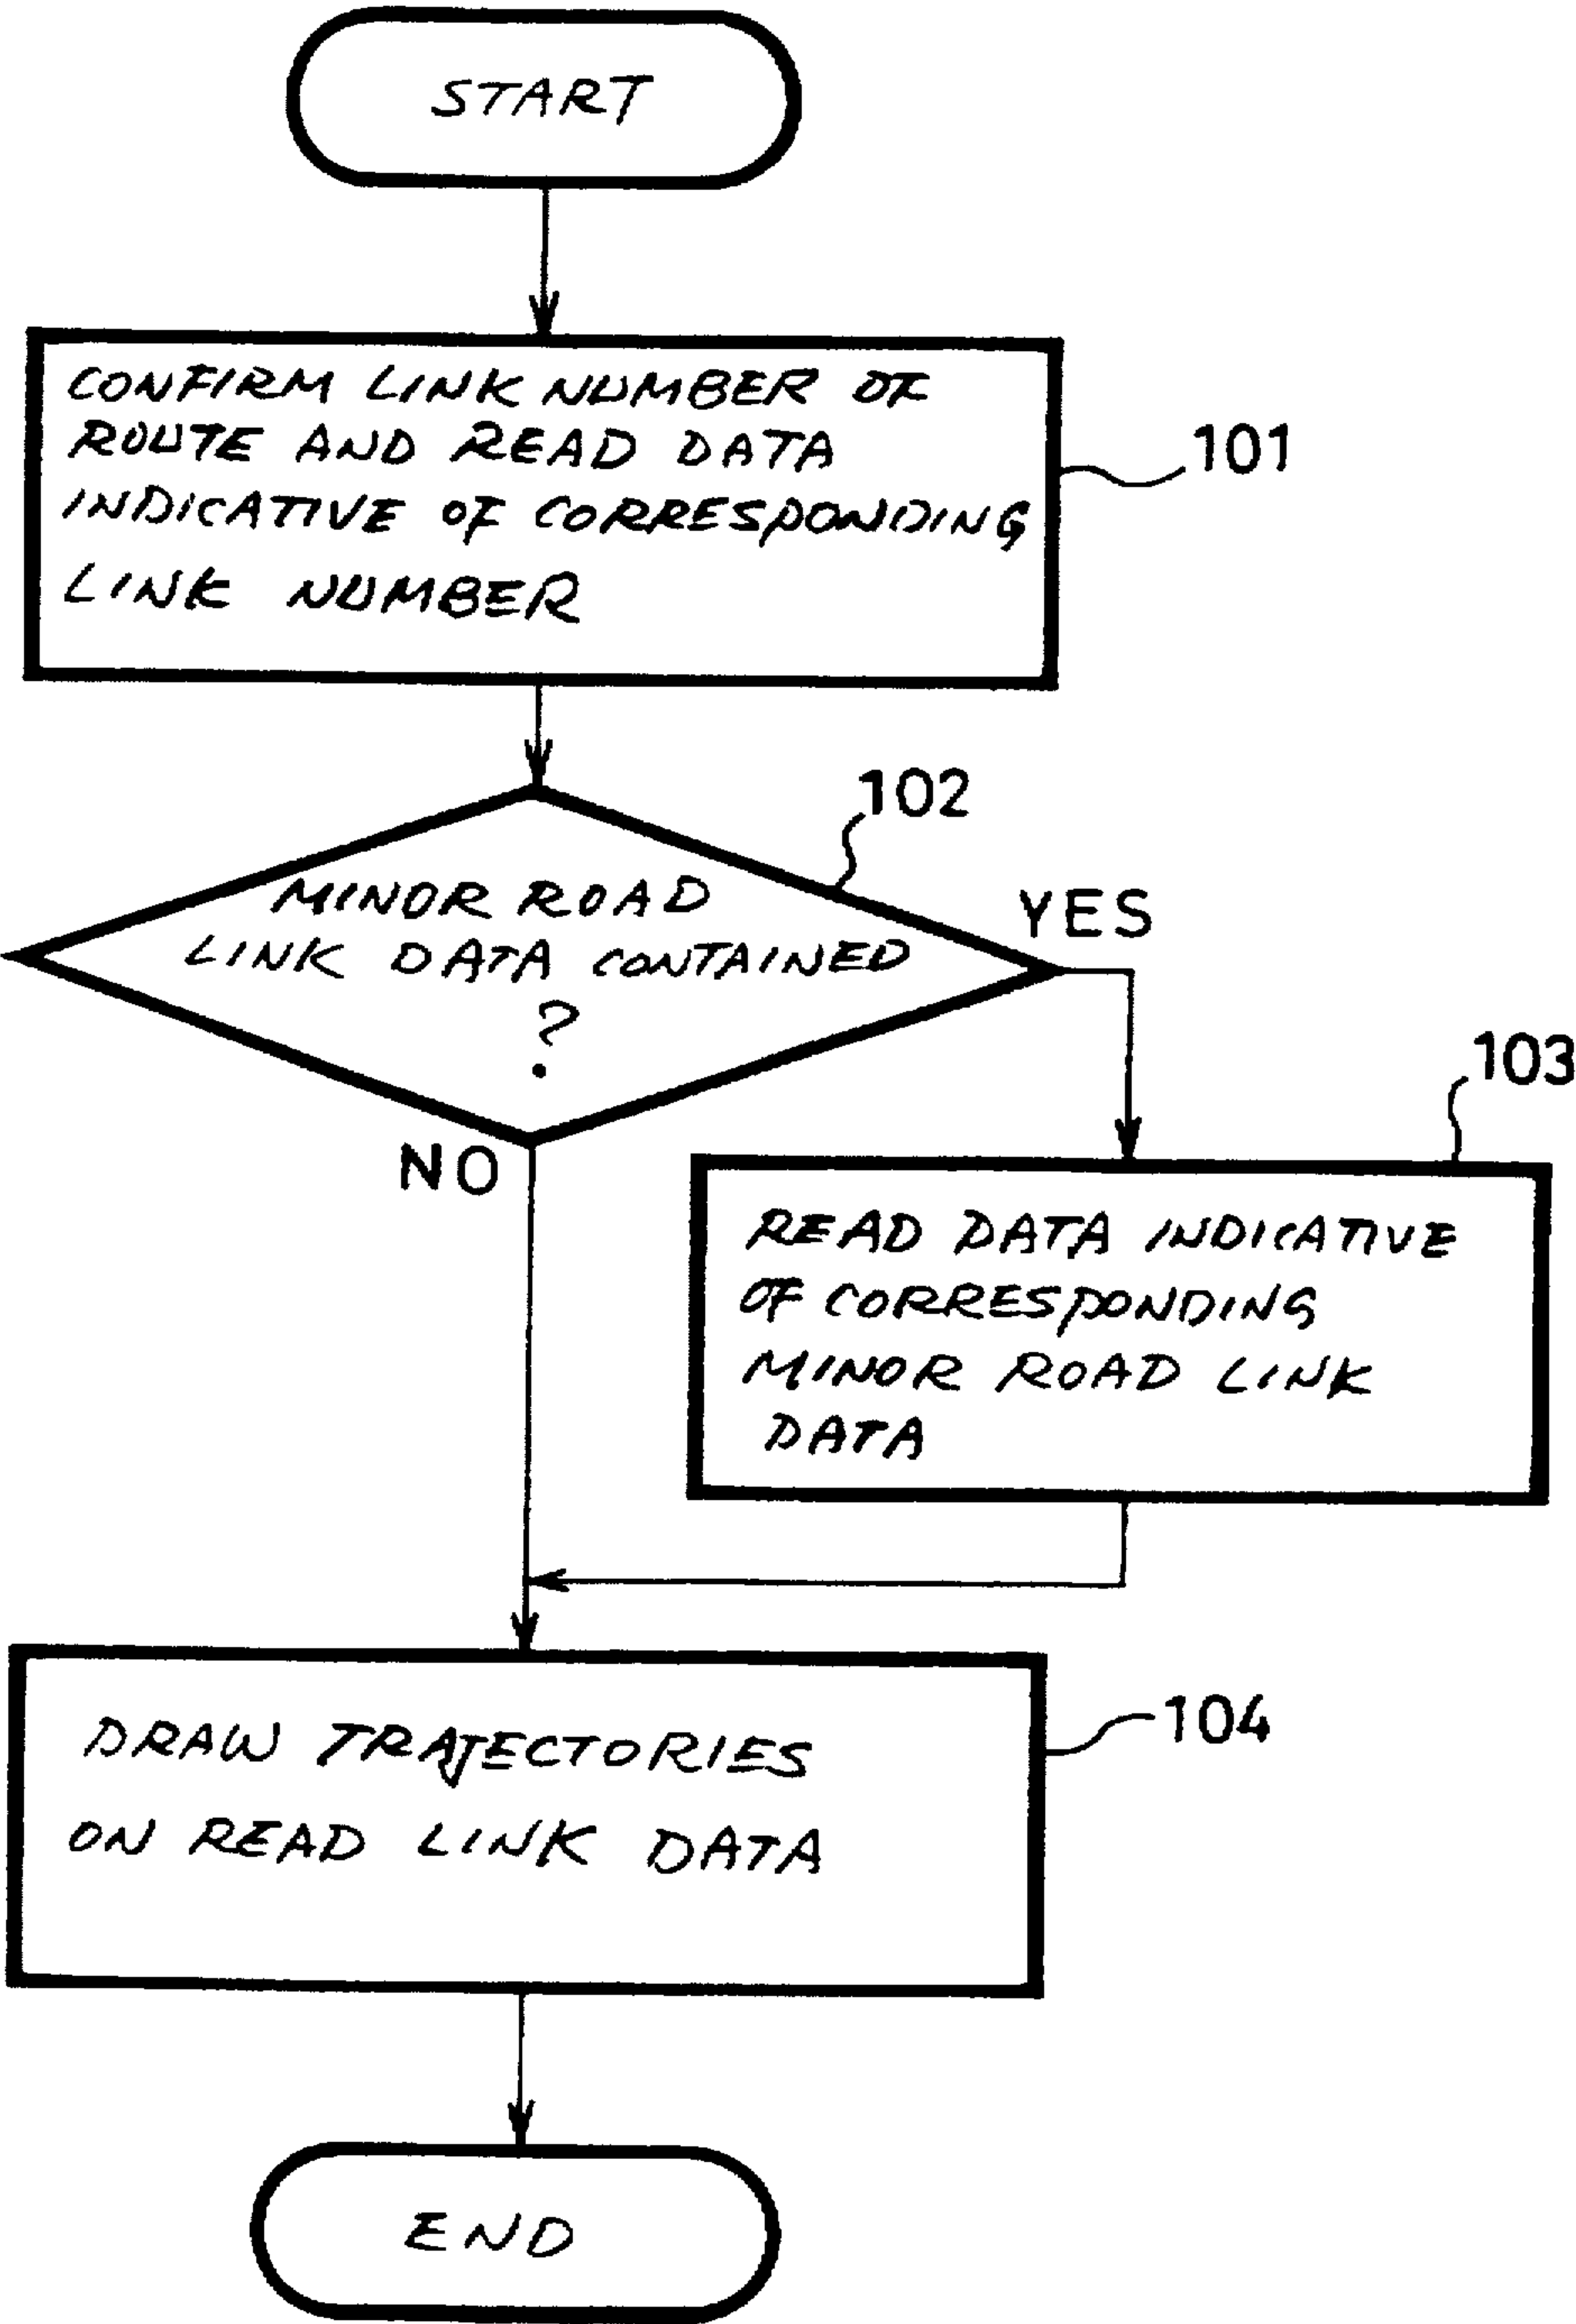 START
CONFIRM LINK NUMBER OF
ROUTE AND READ DATA
INDICATIVE OF CORRESPONDING
LINK NUMBER
101
102
MINOR ROAD
LINK DATA CONTAINED
?
YES
NO
103
READ DATA INDICATIVE
OF CORRESPONDING
MINOR ROAD LINK
DATA
DRAW TRAJECTORIES
ON READ LINK DATA
104
END